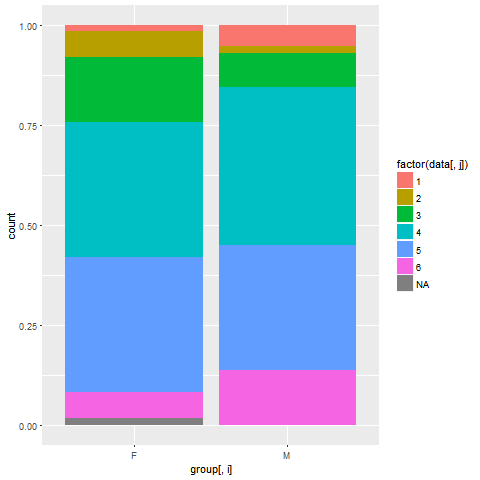 1.00
0.75
0.50
0.25
0.00
count
F
M
group[, i]
factor(data[, j])
1
2
3
4
5
6
NA